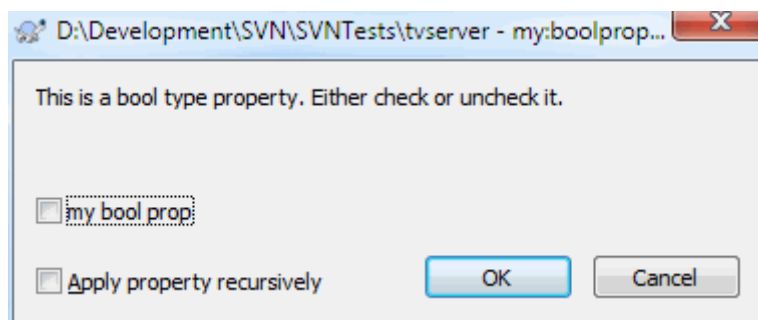 D:\Development\SVN\SVNTests\tvserver - my:boolprop...
This is a bool type property. Either check or uncheck it.
my bool prop
Apply property recursively
OK
Cancel